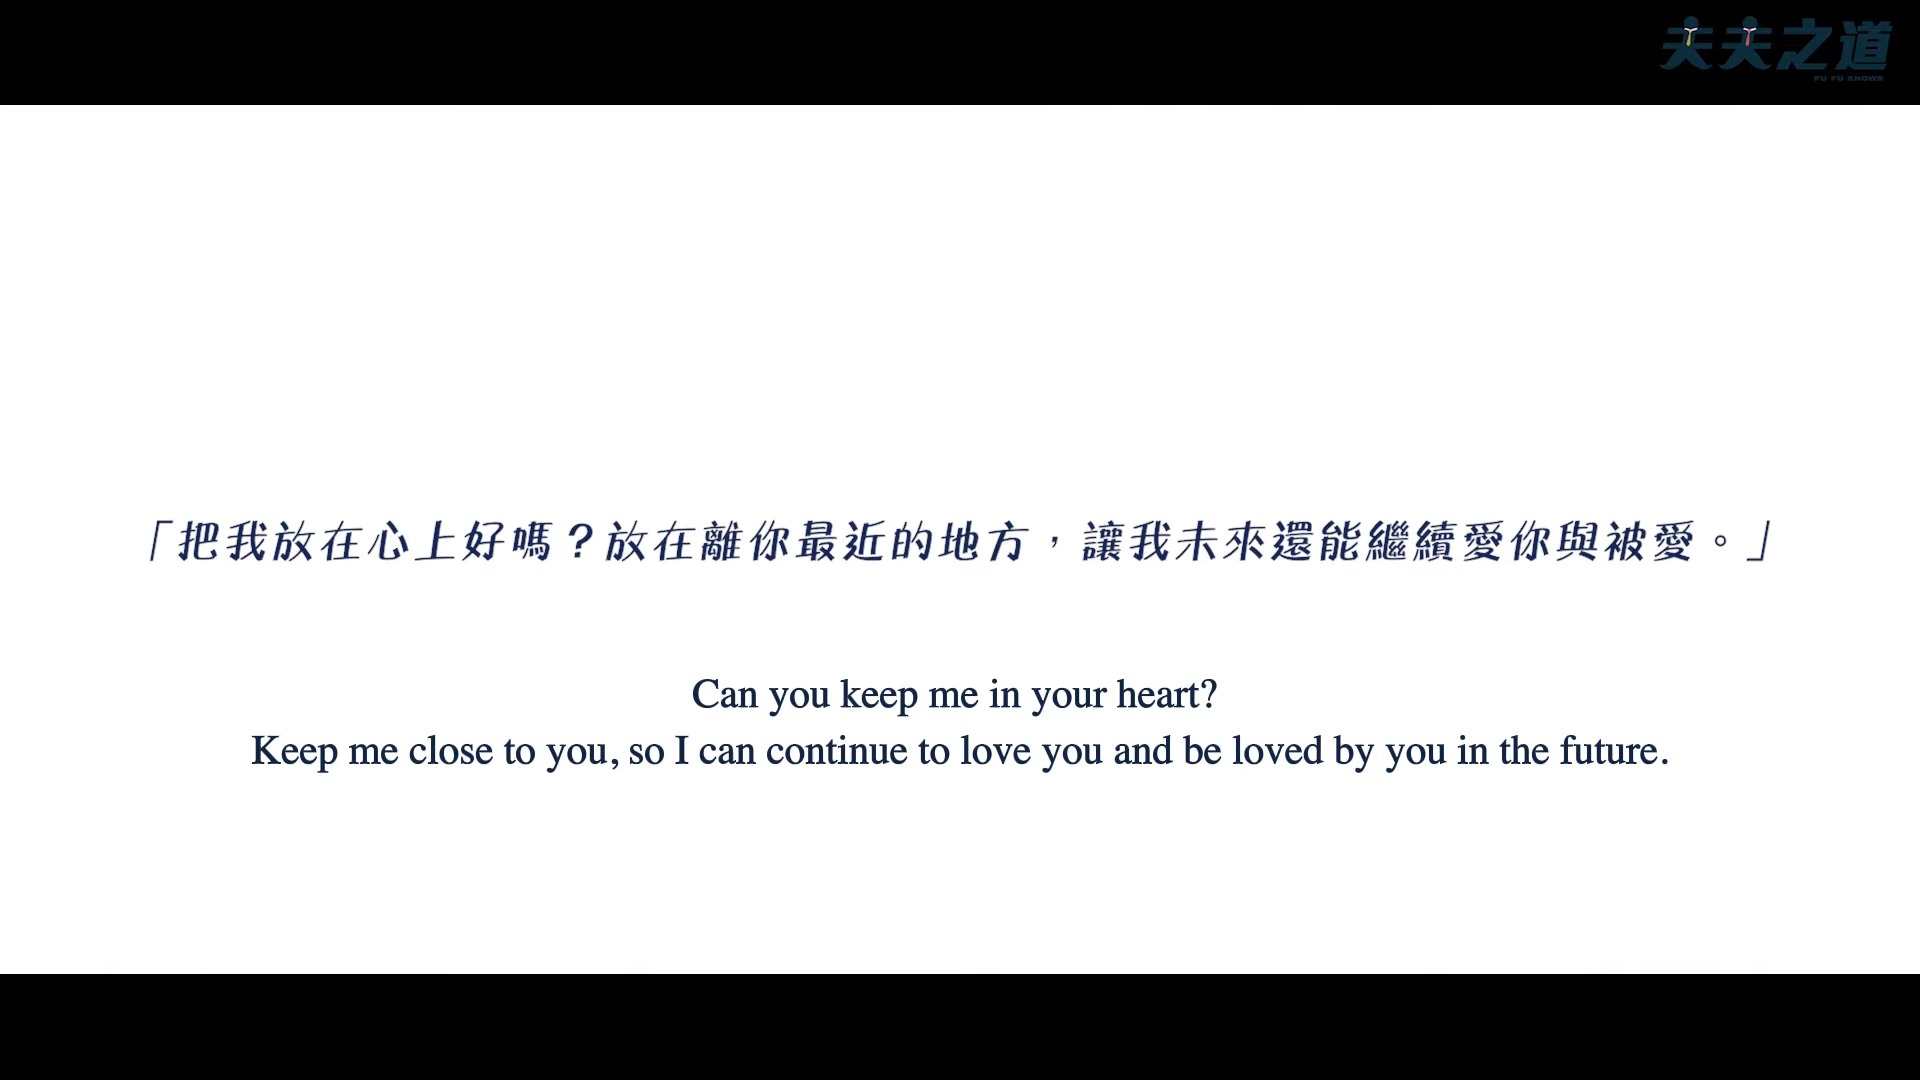 夫夫之道
FU FU KNOWS
「把我放在心上好嗎？放在離你最近的地方，讓我未來還能繼續愛你與被愛。」
Can you keep me in your heart?
Keep me close to you, so I can continue to love you and be loved by you in the future.